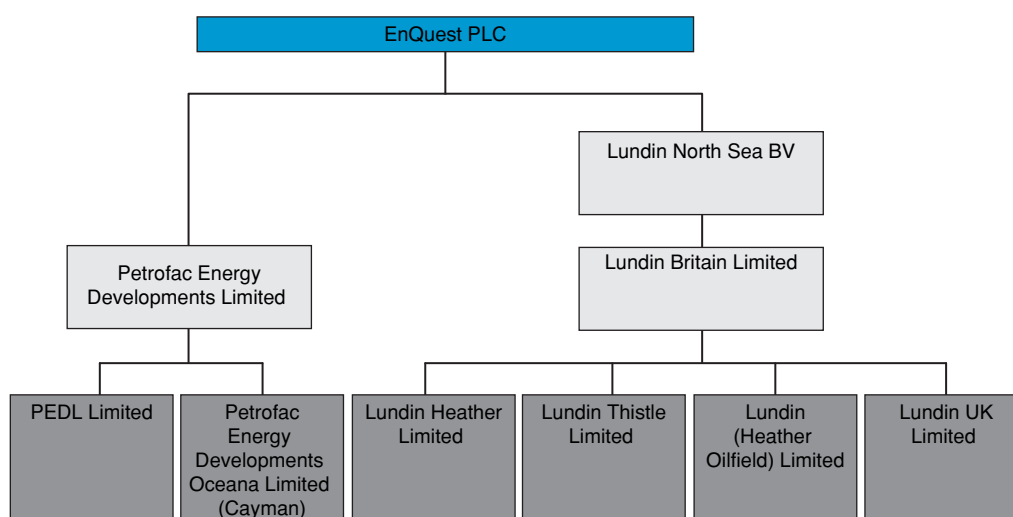 EnQuest PLC
Lundin North Sea BV
Petrofac Energy
Developments Limited
Lundin Britain Limited
PEDL Limited
Petrofac
Energy
Developments
Oceana Limited
(Cayman)
Lundin Heather
Limited
Lundin Thistle
Limited
Lundin
(Heather
Oilfield) Limited
Lundin UK
Limited